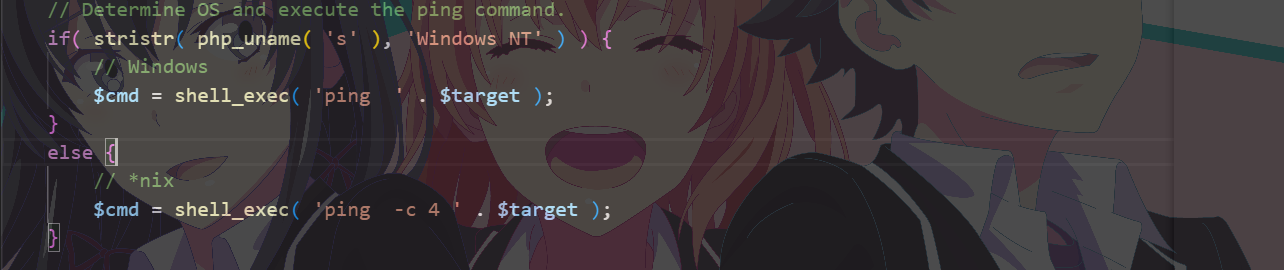 // Determine OS and execute the ping command.
if( stristr( php_uname( 's' ), 'Windows NT' ) ) {
// Windows
$cmd = shell_exec( 'ping  ' . $target );
}
else {
// *nix
$cmd = shell_exec( 'ping  -c 4 ' . $target );
}